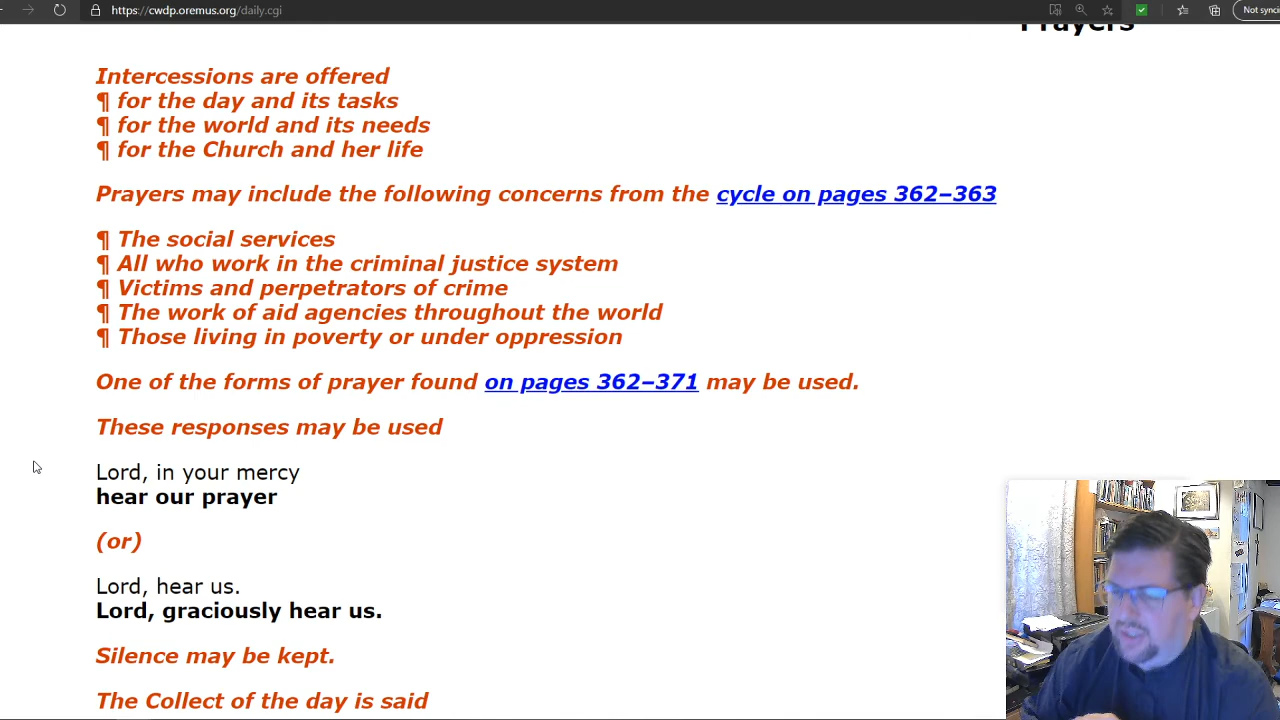 https://cwdp.oremus.org/daily.cgi
Not synci
Prayers
Intercessions are offered
¶ for the day and its tasks
¶ for the world and its needs
¶ for the Church and her life
Prayers may include the following concerns from the cycle on pages 362–363
¶ The social services
¶ All who work in the criminal justice system
¶ Victims and perpetrators of crime
¶ The work of aid agencies throughout the world
¶ Those living in poverty or under oppression
One of the forms of prayer found on pages 362–371 may be used.
These responses may be used
Lord, in your mercy
hear our prayer
(or)
Lord, hear us.
Lord, graciously hear us.
Silence may be kept.
The Collect of the day is said